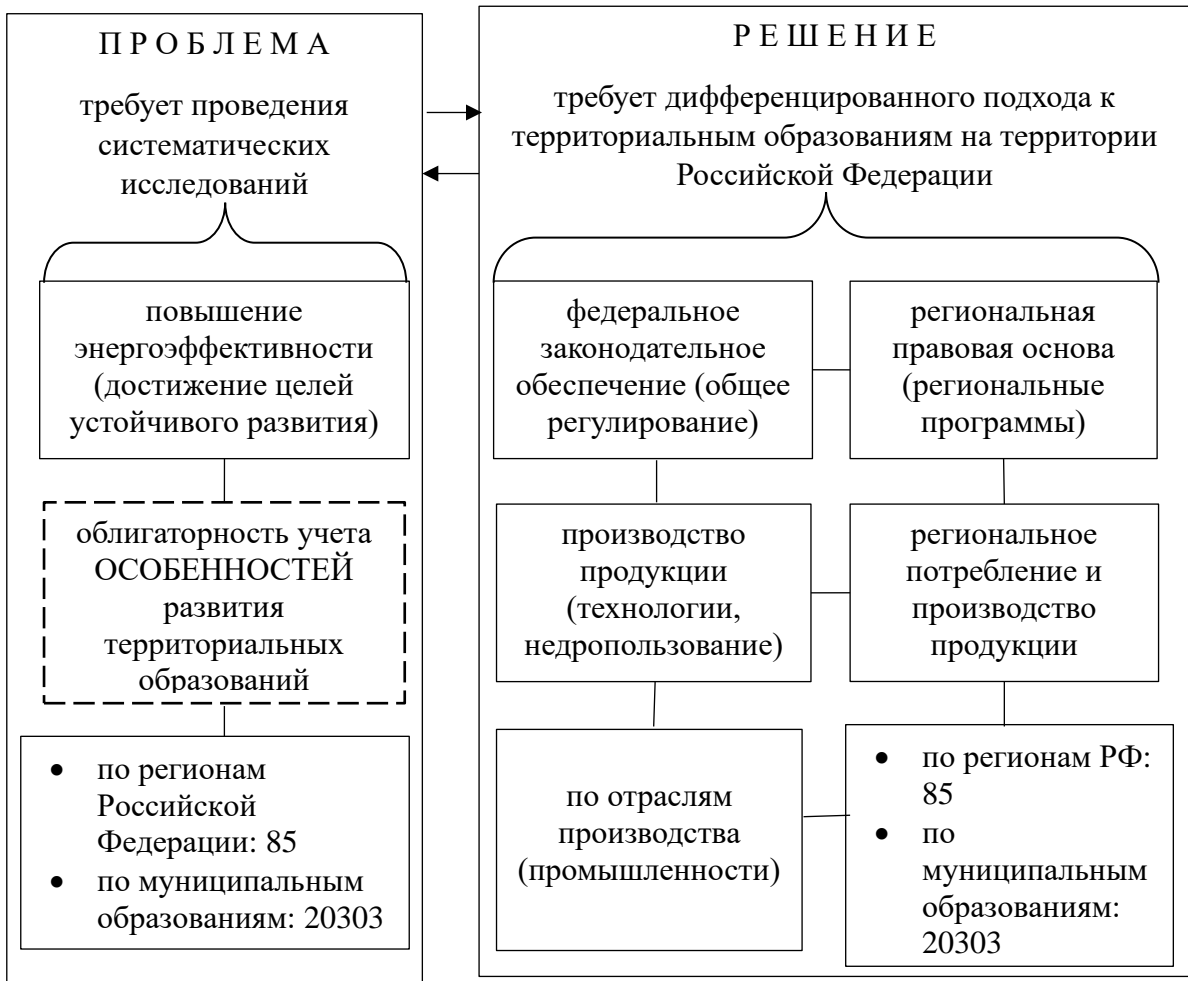 П Р О Б Л Е М А
требует проведения
систематических
исследований
повышение
энергоэффективности
(достижение целей
устойчивого развития)
облигаторность учета
ОСОБЕННОСТЕЙ
развития
территориальных
образований
• по регионам
Российской
Федерации: 85
• по муниципальным
образованиям: 20303
Р Е Ш Е Н И Е
требует дифференцированного подхода к
территориальным образованиям на территории
Российской Федерации
федеральное
законодательное
обеспечение (общее
регулирование)
региональная
правовая основа
(региональные
программы)
производство
продукции
(технологии,
недропользование)
региональное
потребление и
производство
продукции
по отраслям
производства
(промышленности)
• по регионам РФ:
85
• по
муниципальным
образованиям:
20303